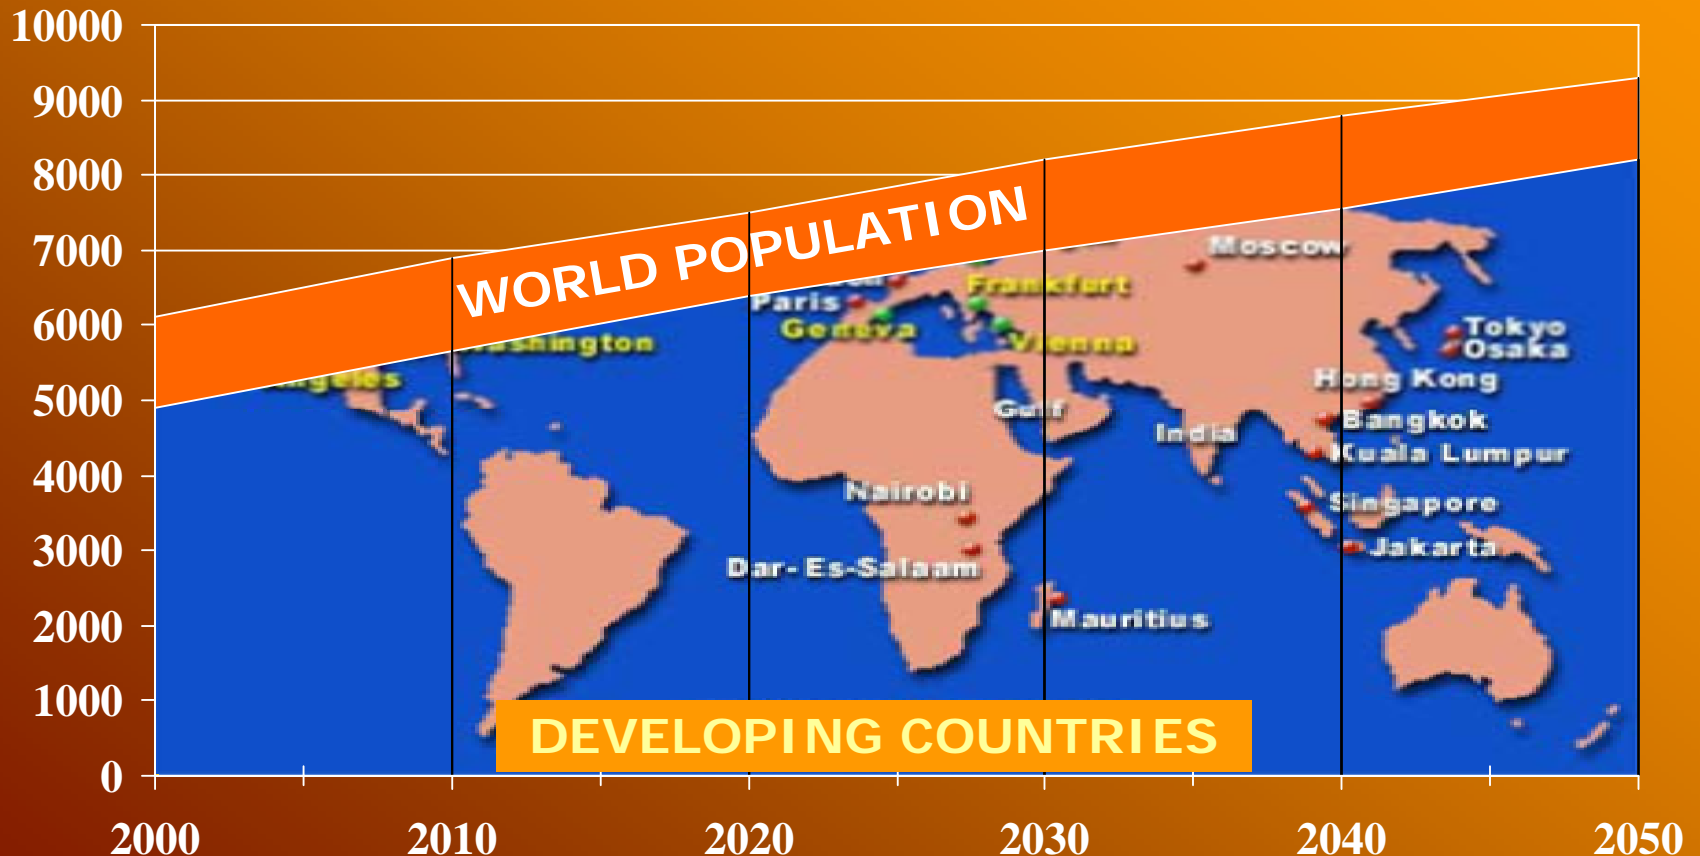 10000
9000
8000
7000
6000
5000
4000
3000
2000
1000
0
WORLD POPULATION
Moscow
Frankfurt
Paris
Geneva
Vienna
Tokyo
Osaka
Hong Kong
Gulf
Bangkok
India
Kuala Lumpur
Nairobi
Singapore
Jakarta
Dar-Es-Salaam
Mauritius
DEVELOPING COUNTRIES
2000 2010 2020 2030 2040 2050